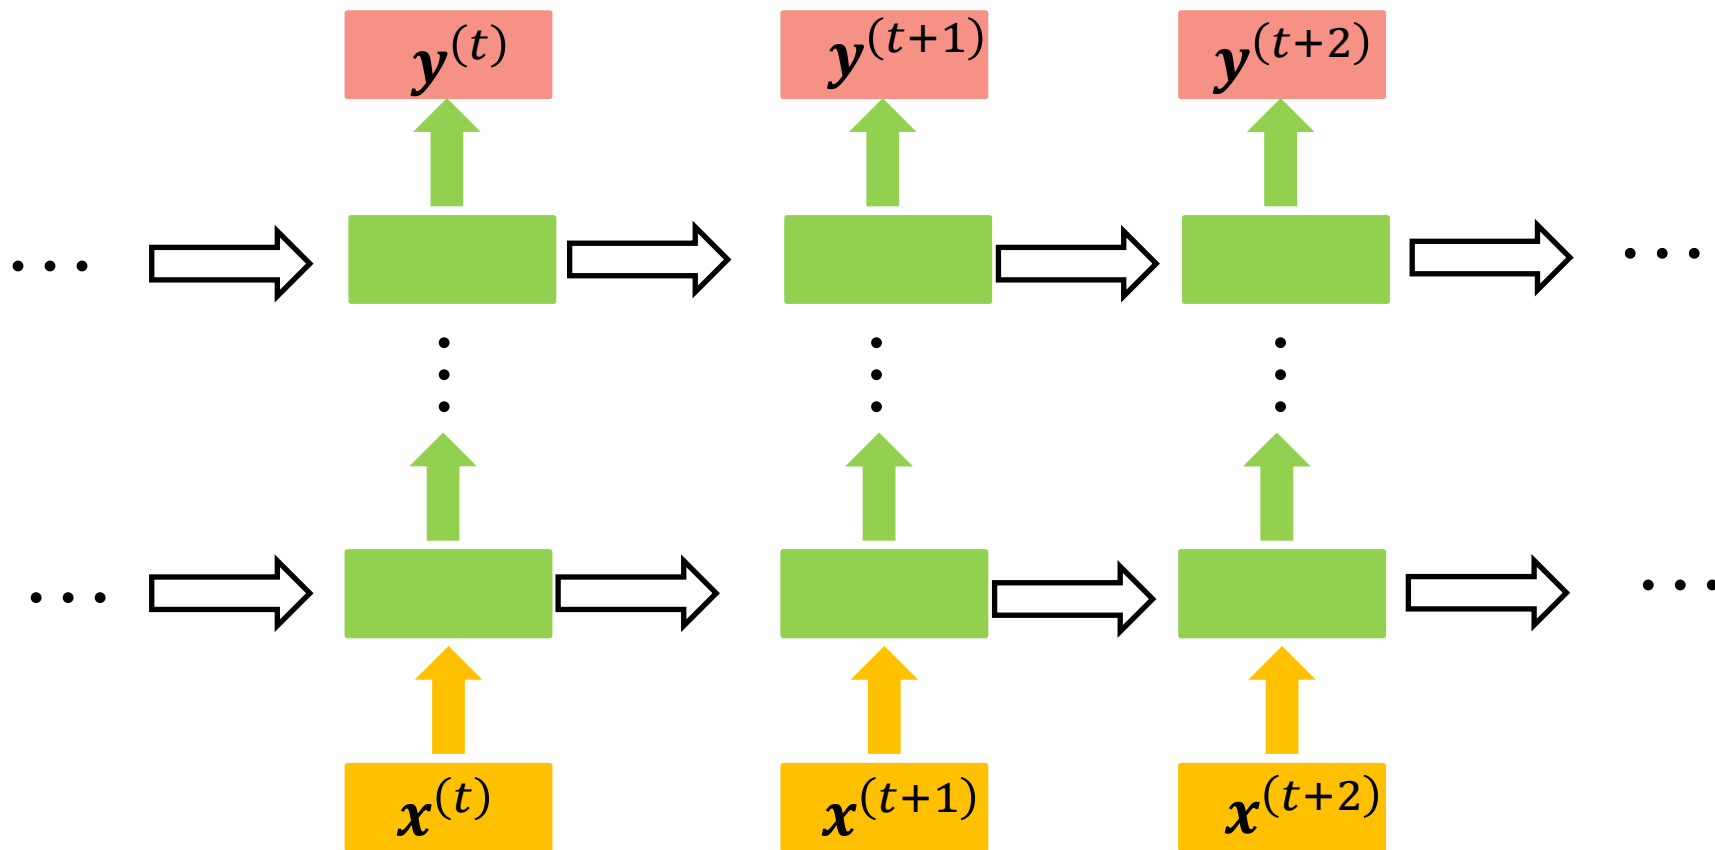 y^(t) y^(t+1) y^(t+2)
... ...
⋮ ⋮ ⋮
... ...
x^(t) x^(t+1) x^(t+2)